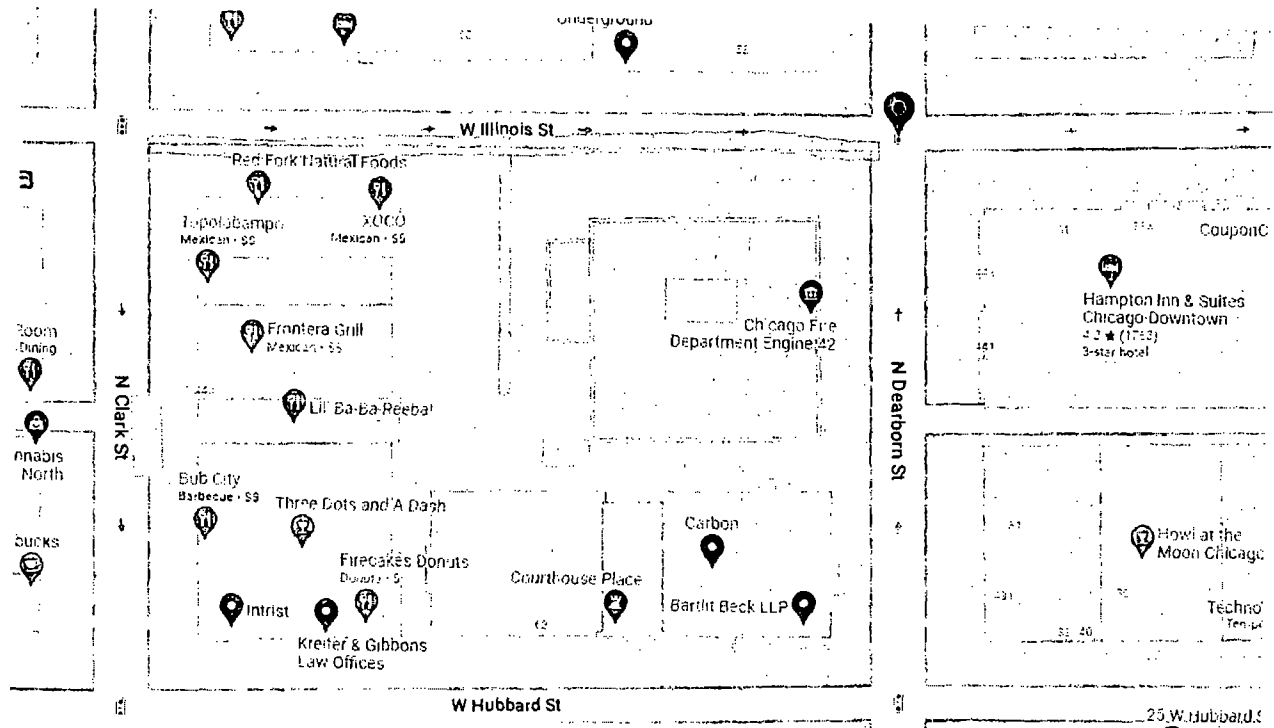 Underground
W Illinois St
Red Fork Natural Foods
Topolobampo
Mexican · $$
XOCO
Mexican · $$
CouponC
Hampton Inn & Suites
Chicago Downtown
3-star hotel
Chicago Fire
Department Engine 42
Room
Dining
Frontera Grill
Mexican · $$
N Clark St
N Dearborn St
Lil' Ba-Ba-Reeba!
nnabis
North
Bub City
Barbecue · $$
Three Dots and A Dash
Carbon
Howl at the
Moon Chicago
bucks
Firecakes Donuts
Donuts · $
Courthouse Place
Intrist
Bartlit Beck LLP
Kreiter & Gibbons
Law Offices
W Hubbard St
25 W. Hubbard S